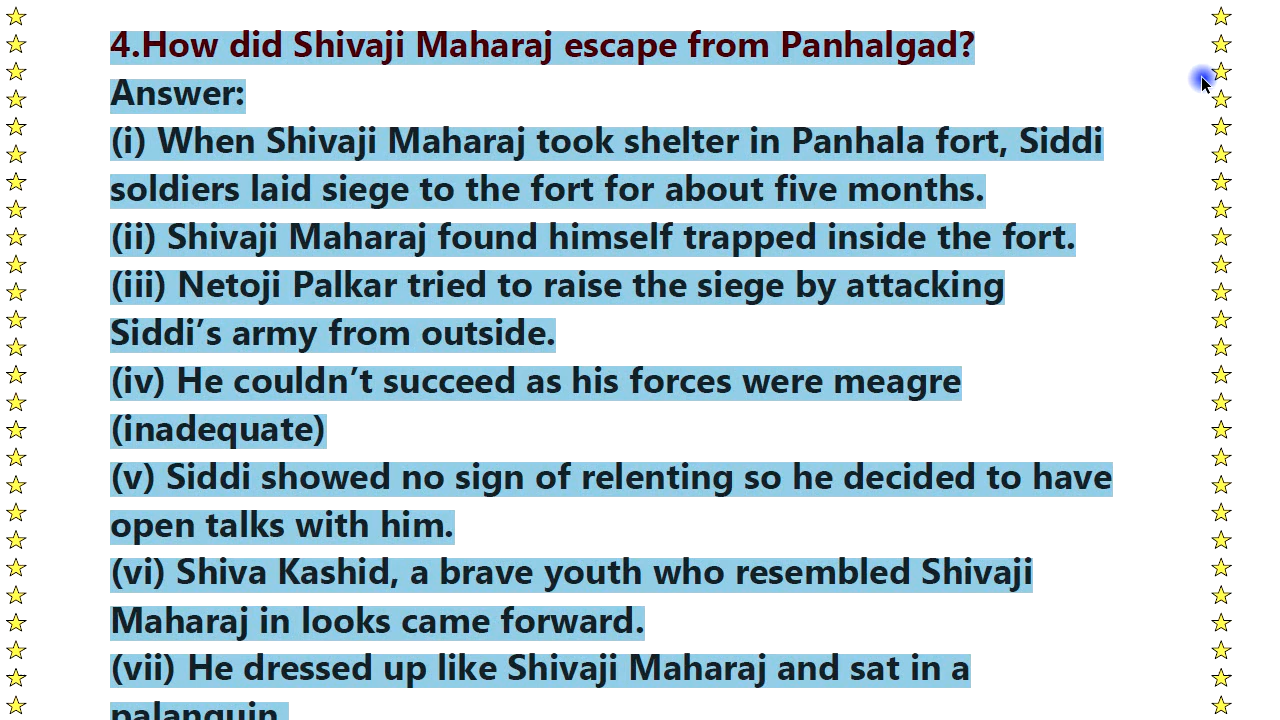 4.How did Shivaji Maharaj escape from Panhalgad?
Answer:
(i) When Shivaji Maharaj took shelter in Panhala fort, Siddi
soldiers laid siege to the fort for about five months.
(ii) Shivaji Maharaj found himself trapped inside the fort.
(iii) Netoji Palkar tried to raise the siege by attacking
Siddi’s army from outside.
(iv) He couldn’t succeed as his forces were meagre
(inadequate)
(v) Siddi showed no sign of relenting so he decided to have
open talks with him.
(vi) Shiva Kashid, a brave youth who resembled Shivaji
Maharaj in looks came forward.
(vii) He dressed up like Shivaji Maharaj and sat in a
palanquin.